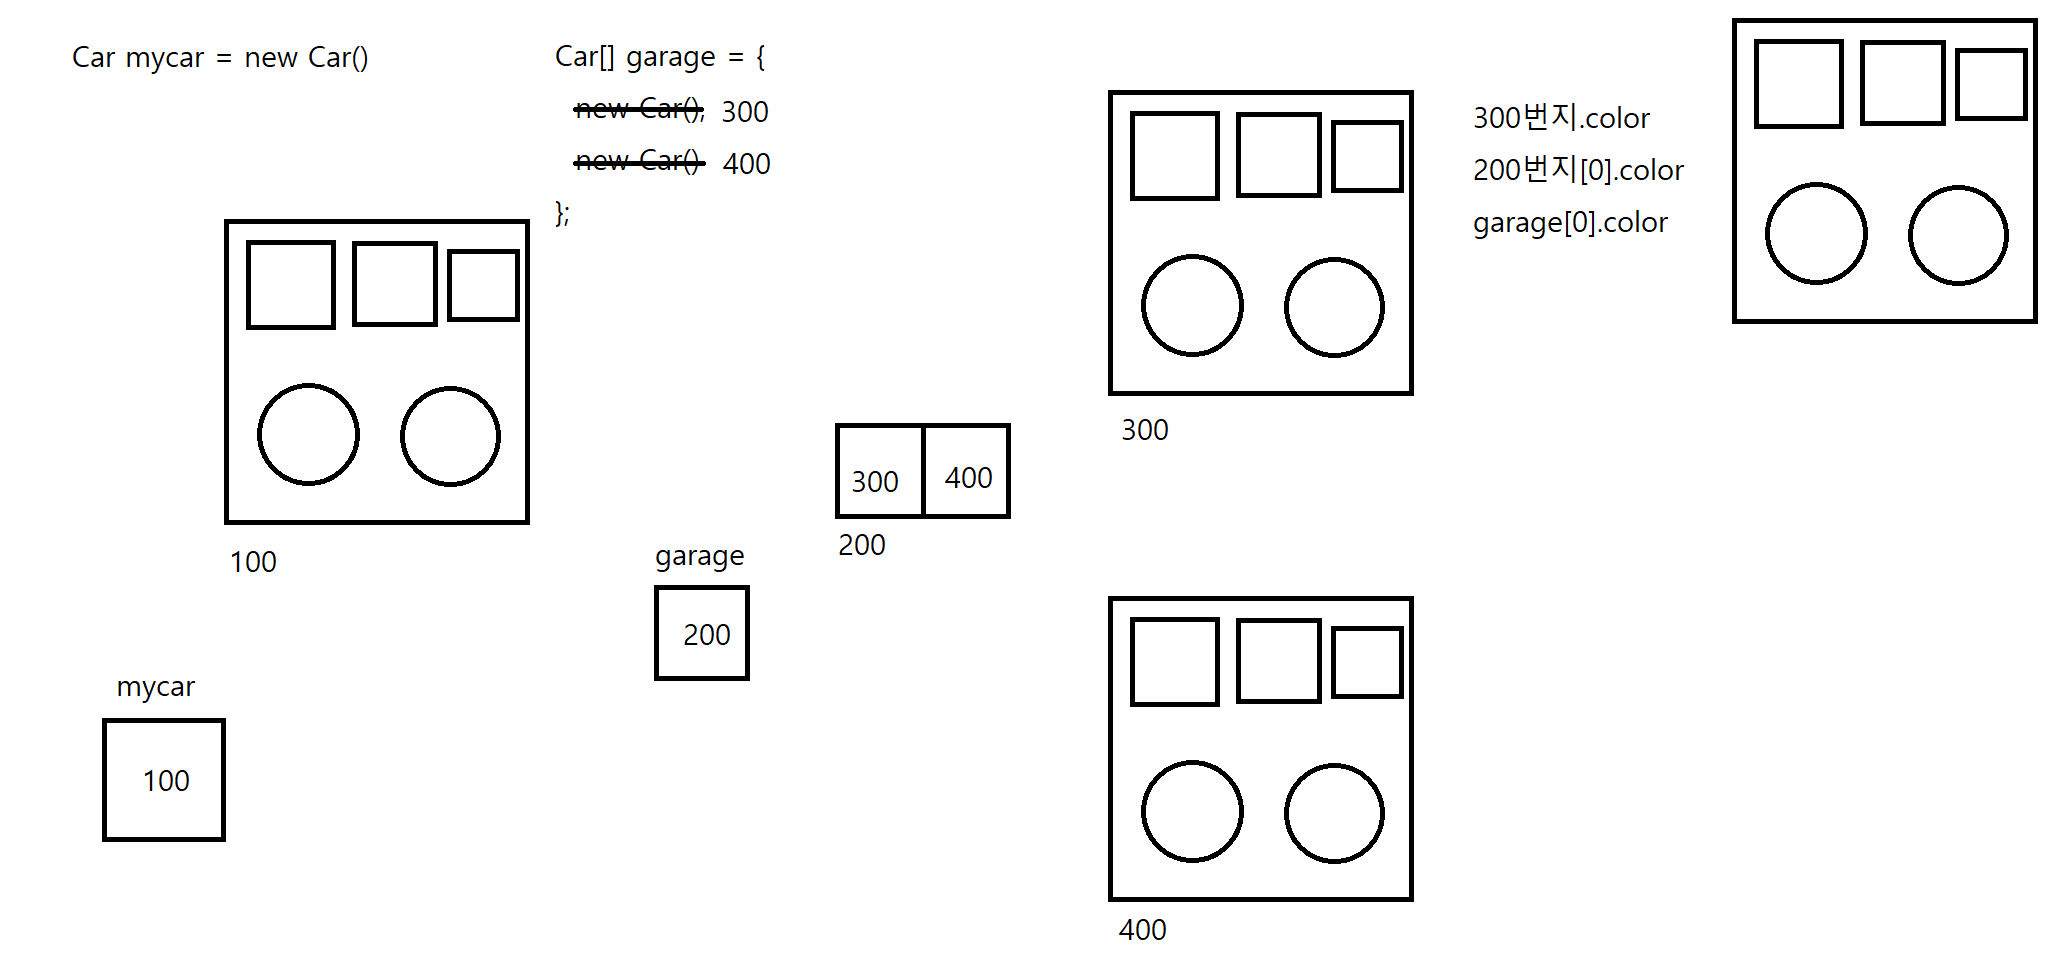 Car mycar = new Car()
Car[] garage = {
new Car(), 300
new Car() 400
};
300번지.color
200번지[0].color
garage[0].color
100
mycar
100
garage
200
300 400
200
300
400